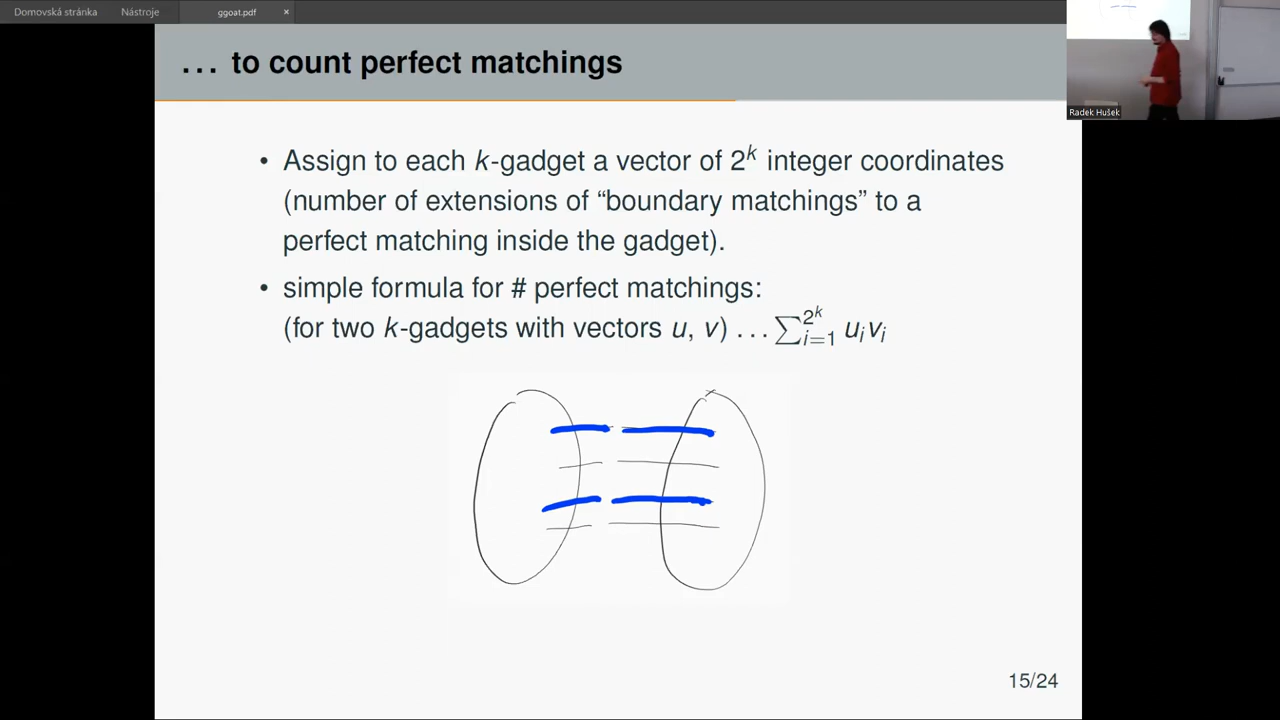 Domovská stránka Nástroje ggoat.pdf ×
... to count perfect matchings
Radek Hušek
• Assign to each k-gadget a vector of 2^k integer coordinates
(number of extensions of “boundary matchings” to a
perfect matching inside the gadget).
• simple formula for # perfect matchings:
(for two k-gadgets with vectors u, v) ... ∑_{i=1}^{2^k} u_i v_i
15/24